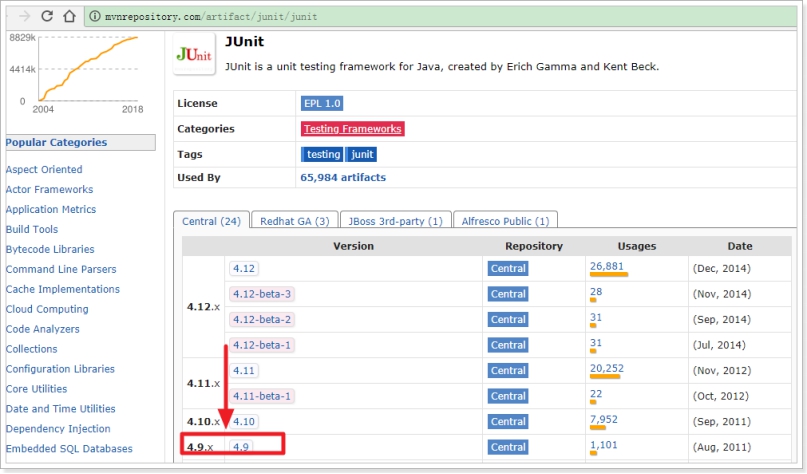 mvnrepository.com/artifact/junit/junit
8829k
4414k
0
2004 2018
Popular Categories
Aspect Oriented
Actor Frameworks
Application Metrics
Build Tools
Bytecode Libraries
Command Line Parsers
Cache Implementations
Cloud Computing
Code Analyzers
Collections
Configuration Libraries
Core Utilities
Date and Time Utilities
Dependency Injection
Embedded SQL Databases
JUnit
JUnit
JUnit is a unit testing framework for Java, created by Erich Gamma and Kent Beck.
License EPL 1.0
Categories Testing Frameworks
Tags testing junit
Used By 65,984 artifacts
Central (24) Redhat GA (3) JBoss 3rd-party (1) Alfresco Public (1)
Version Repository Usages Date
4.12.x
4.12 Central 26,881 (Dec, 2014)
4.12-beta-3 Central 28 (Nov, 2014)
4.12-beta-2 Central 31 (Sep, 2014)
4.12-beta-1 Central 31 (Jul, 2014)
4.11.x
4.11 Central 20,252 (Nov, 2012)
4.11-beta-1 Central 22 (Oct, 2012)
4.10.x 4.10 Central 7,952 (Sep, 2011)
4.9.x 4.9 Central 1,101 (Aug, 2011)